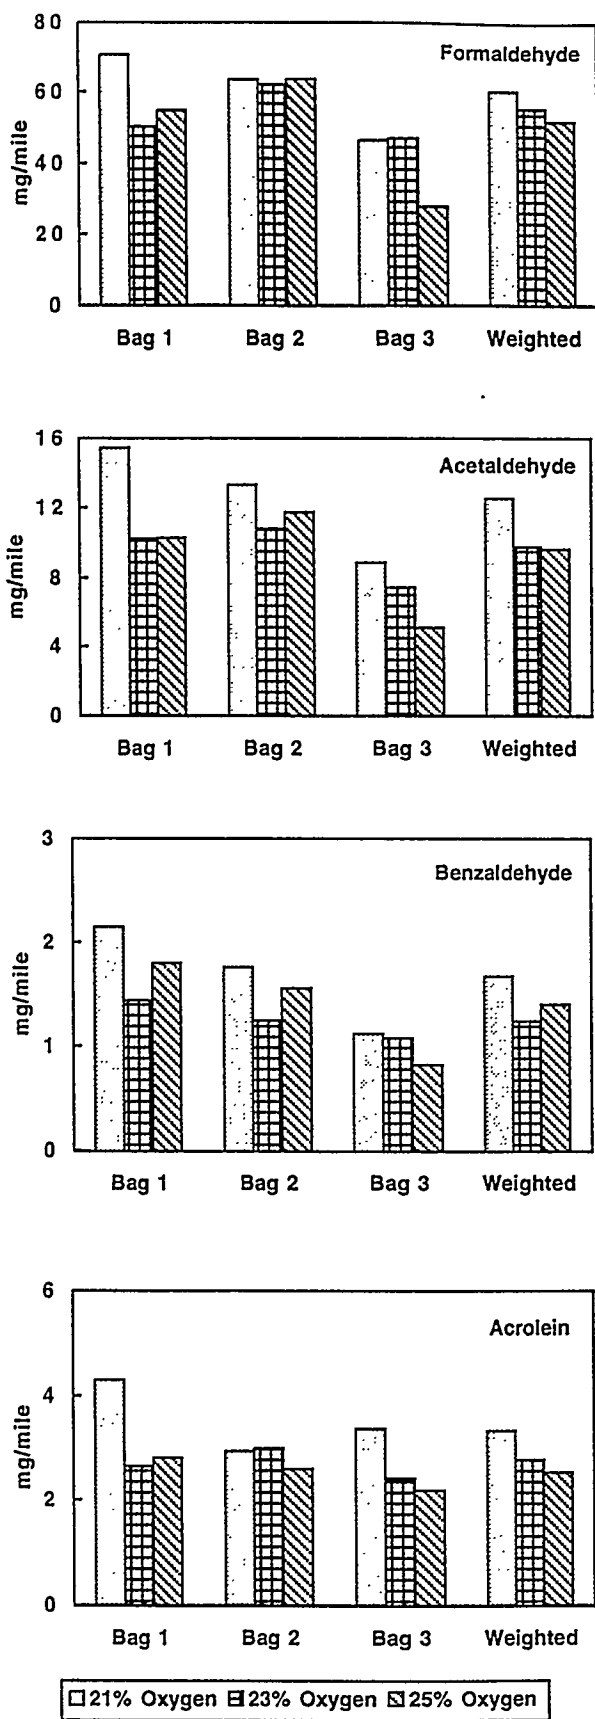 80
Formaldehyde
60
mg/mile
40
20
0
Bag 1 Bag 2 Bag 3 Weighted
16
Acetaldehyde
12
mg/mile
8
4
0
Bag 1 Bag 2 Bag 3 Weighted
3
Benzaldehyde
2
mg/mile
1
0
Bag 1 Bag 2 Bag 3 Weighted
6
Acrolein
4
mg/mile
2
0
Bag 1 Bag 2 Bag 3 Weighted
21% Oxygen 23% Oxygen 25% Oxygen